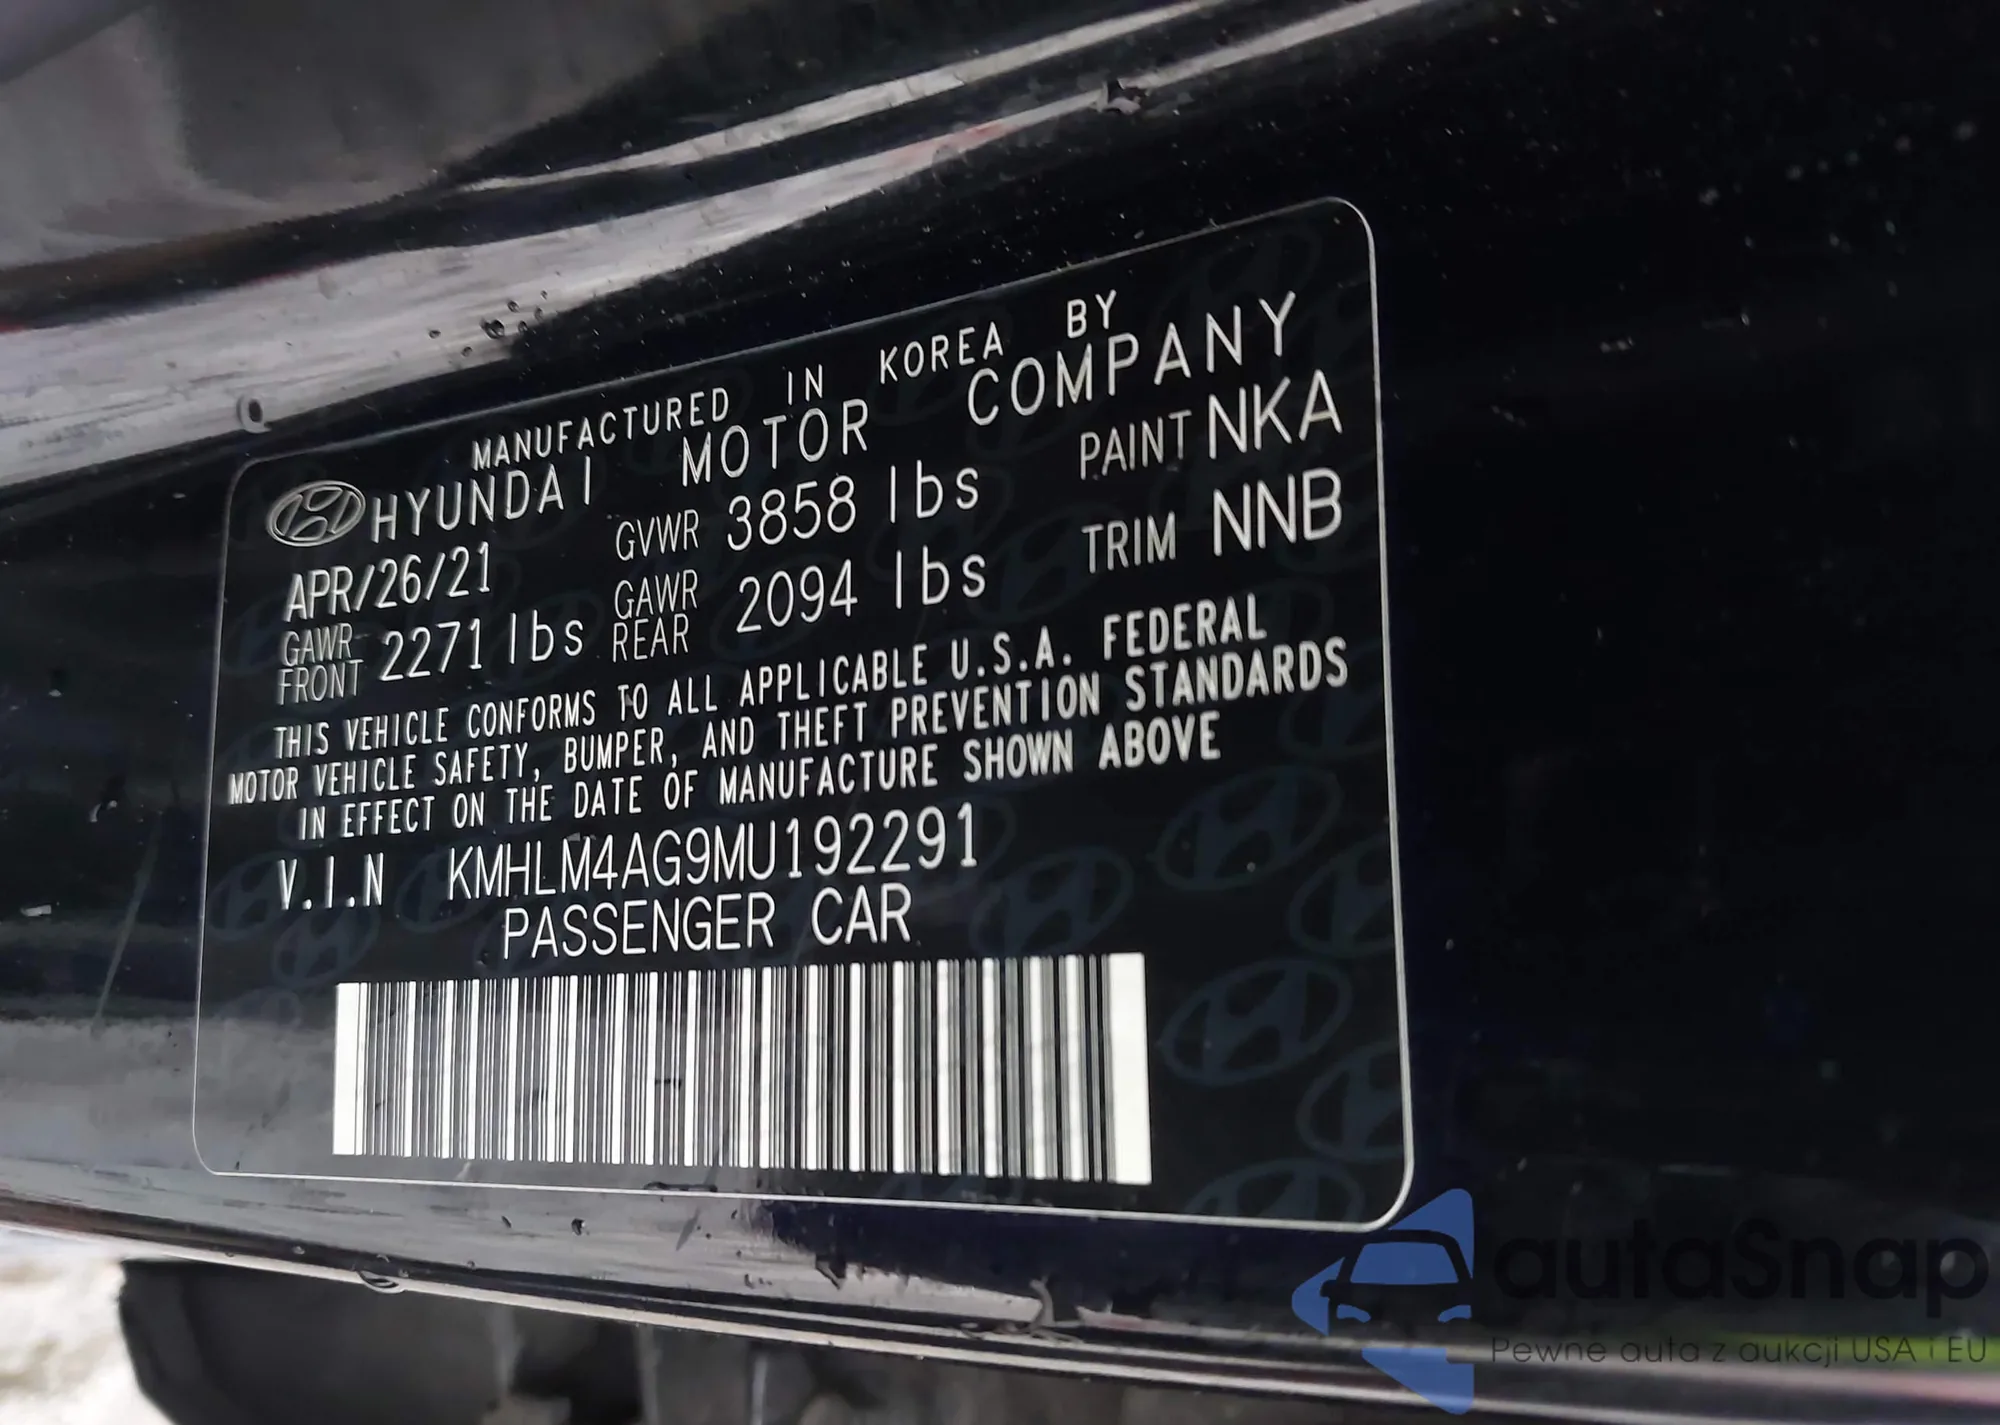 MANUFACTURED IN KOREA BY
HYUNDAI MOTOR COMPANY
APR/26/21 GVWR 3858 lbs PAINT NKA
GAWR FRONT 2271 lbs GAWR REAR 2094 lbs TRIM NNB
THIS VEHICLE CONFORMS TO ALL APPLICABLE U.S.A. FEDERAL
MOTOR VEHICLE SAFETY, BUMPER, AND THEFT PREVENTION STANDARDS
IN EFFECT ON THE DATE OF MANUFACTURE SHOWN ABOVE
V.I.N KMHLM4AG9MU192291
PASSENGER CAR
autaSnap
Pewne auta z aukcji USA i EU